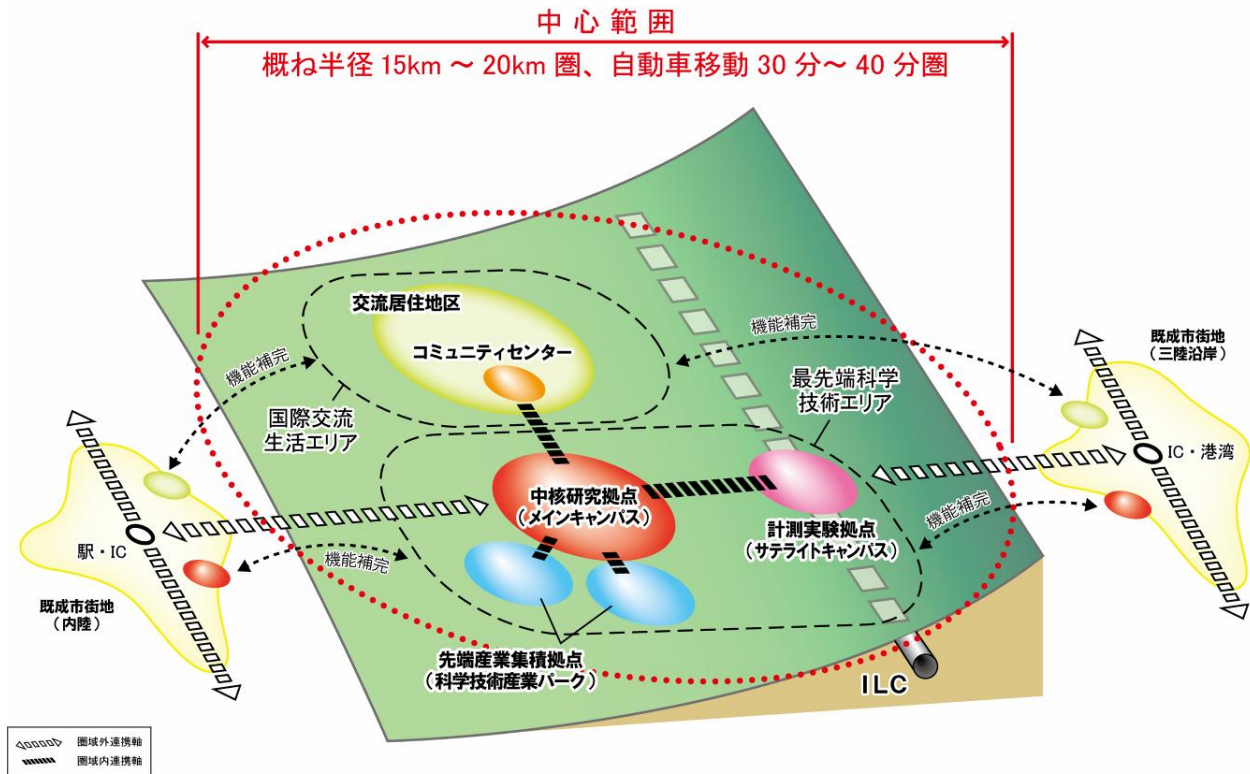 中心範囲
概ね半径 15km ～ 20km 圏、自動車移動 30 分～ 40 分圏
交流居住地区
コミュニティセンター
機能補完
国際交流
生活エリア
機能補完
既成市街地
(三陸沿岸)
最先端科学
技術エリア
IC・港湾
中核研究拠点
(メインキャンパス)
計測実験拠点
(サテライトキャンパス)
機能補完
駅・IC
機能補完
既成市街地
(内陸)
先端産業集積拠点
(科学技術産業パーク)
ILC
圏域外連携軸
圏域内連携軸